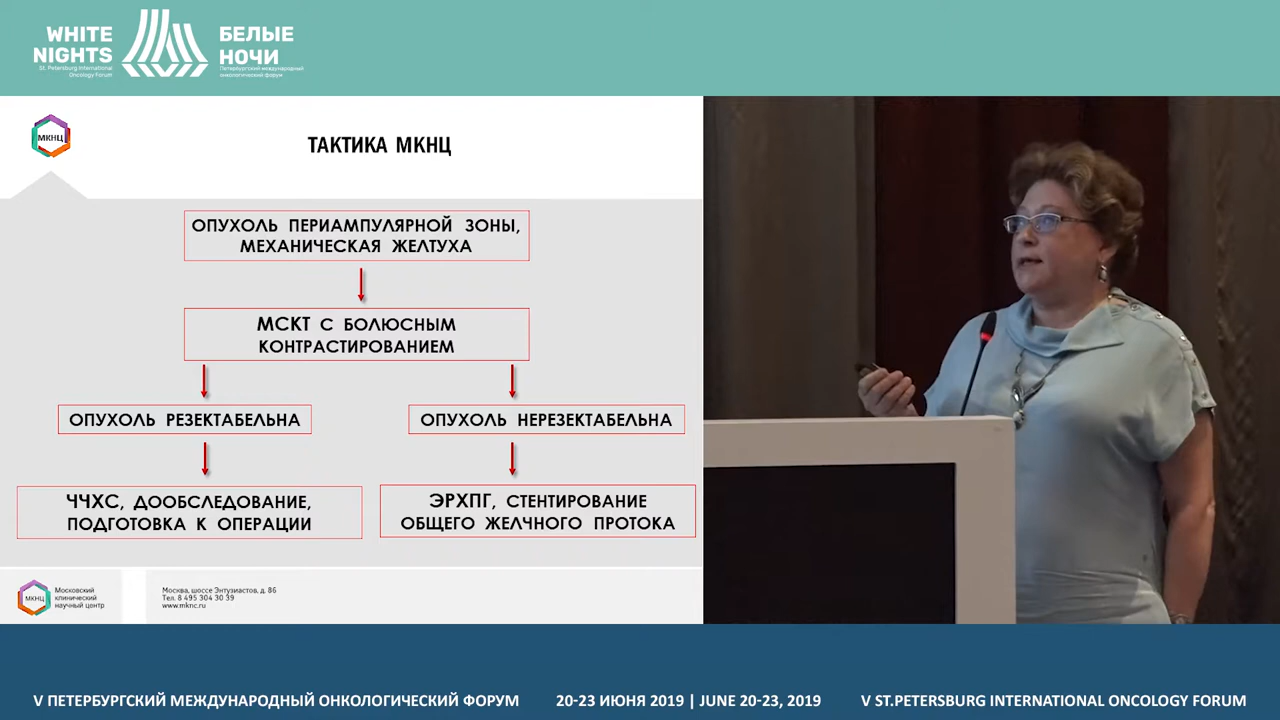 WHITE
NIGHTS
St. Petersburg International
Oncology Forum
БЕЛЫЕ
НОЧИ
Петербургский международный
онкологический форум
МКНЦ
ТАКТИКА МКНЦ
ОПУХОЛЬ ПЕРИАМПУЛЯРНОЙ ЗОНЫ,
МЕХАНИЧЕСКАЯ ЖЕЛТУХА
МСКТ С БОЛЮСНЫМ
КОНТРАСТИРОВАНИЕМ
ОПУХОЛЬ РЕЗЕКТАБЕЛЬНА
ОПУХОЛЬ НЕРЕЗЕКТАБЕЛЬНА
ЧЧХС, ДООБСЛЕДОВАНИЕ,
ПОДГОТОВКА К ОПЕРАЦИИ
ЭРХПГ, СТЕНТИРОВАНИЕ
ОБЩЕГО ЖЕЛЧНОГО ПРОТОКА
МКНЦ
Московский
клинический
научный центр
Москва, шоссе Энтузиастов, д. 86
Тел. 8 495 304 30 39
www.mknc.ru
V ПЕТЕРБУРГСКИЙ МЕЖДУНАРОДНЫЙ ОНКОЛОГИЧЕСКИЙ ФОРУМ
20-23 ИЮНЯ 2019 | JUNE 20-23, 2019
V ST.PETERSBURG INTERNATIONAL ONCOLOGY FORUM